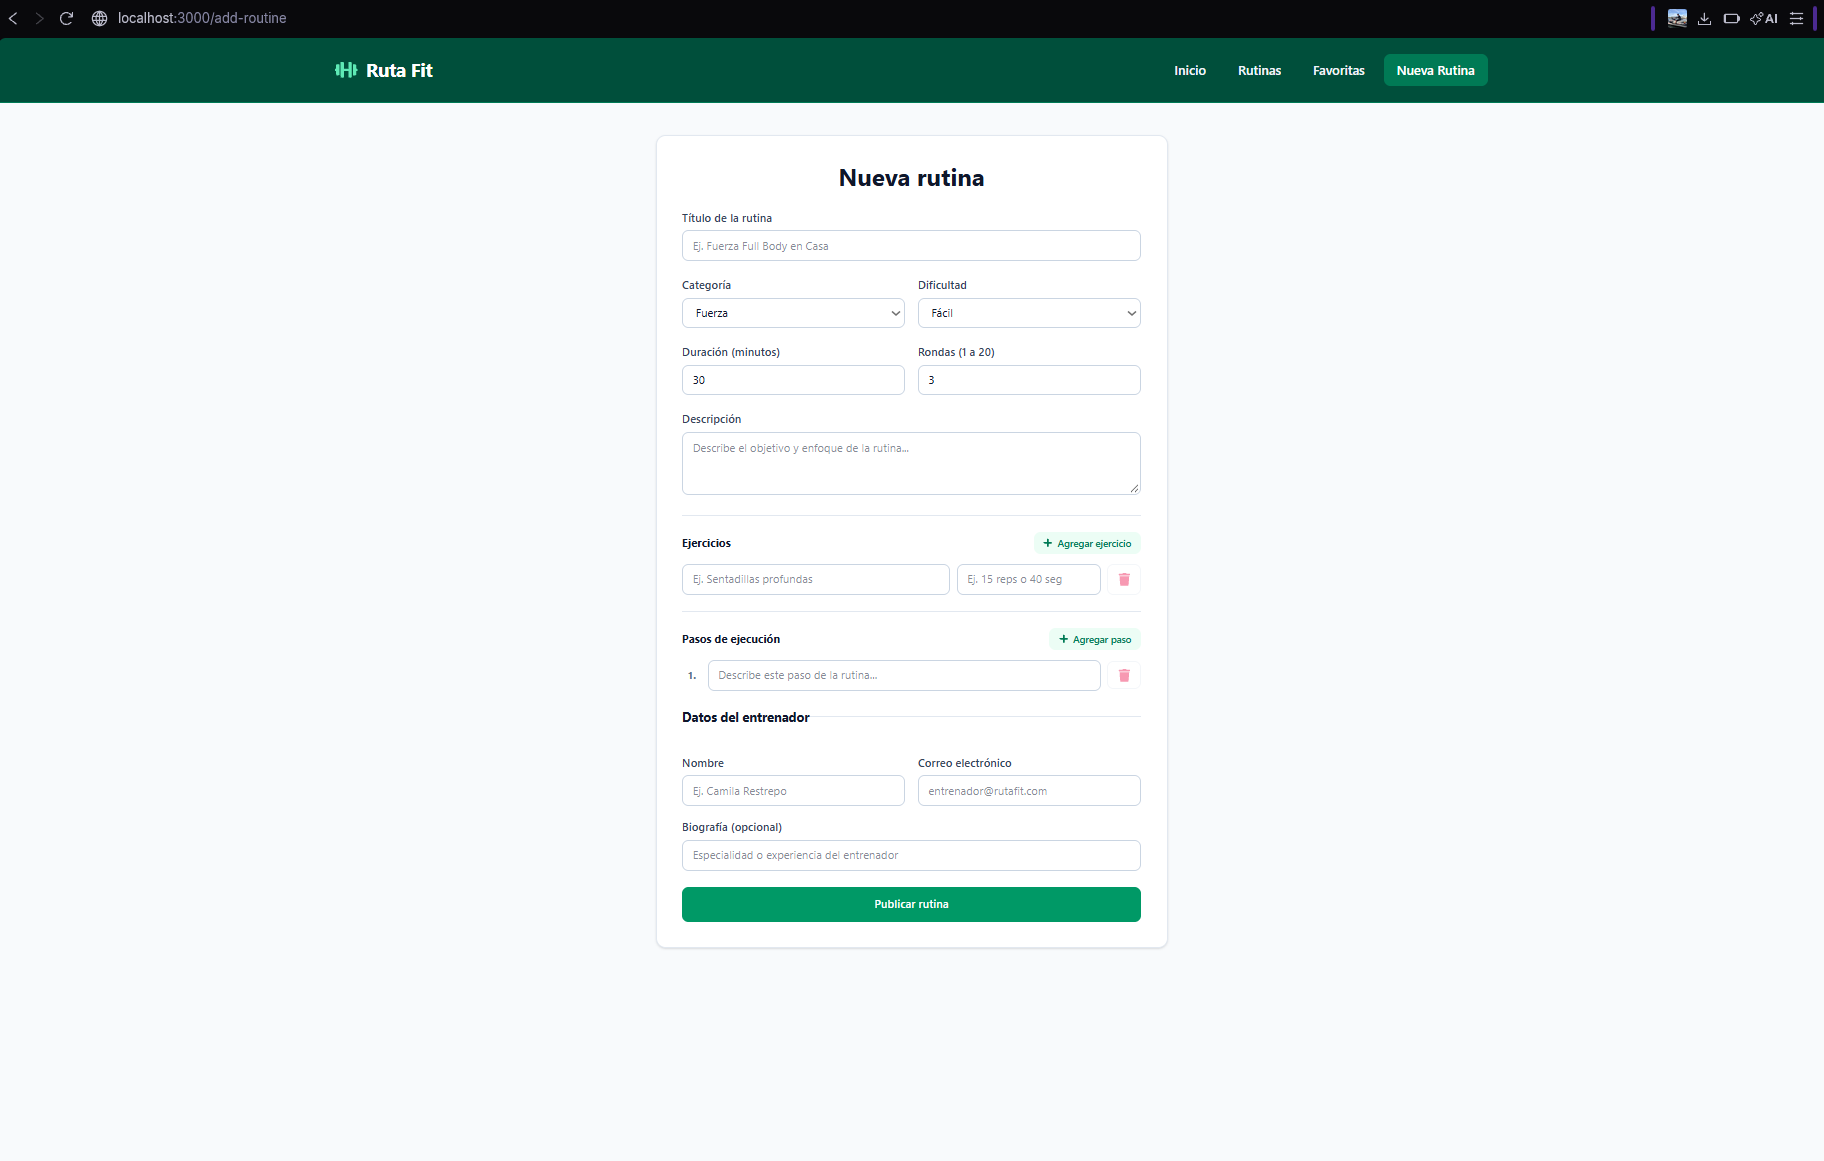 localhost:3000/add-routine
AI
Ruta Fit
Inicio
Rutinas
Favoritas
Nueva Rutina
Nueva rutina
Título de la rutina
Ej. Fuerza Full Body en Casa
Categoría
Dificultad
Fuerza
Fácil
Duración (minutos)
Rondas (1 a 20)
30
3
Descripción
Describe el objetivo y enfoque de la rutina...
Ejercicios
+ Agregar ejercicio
Ej. Sentadillas profundas
Ej. 15 reps o 40 seg
Pasos de ejecución
+ Agregar paso
1.
Describe este paso de la rutina...
Datos del entrenador
Nombre
Correo electrónico
Ej. Camila Restrepo
entrenador@rutafit.com
Biografía (opcional)
Especialidad o experiencia del entrenador
Publicar rutina